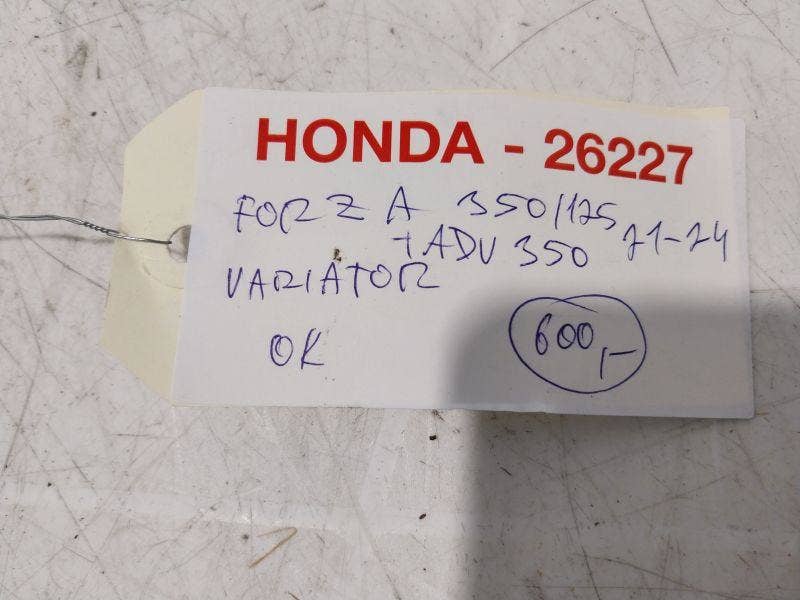 HONDA - 26227
FORZA 350/125 21-24
+ADV 350
VARIATOR
OK
600,-